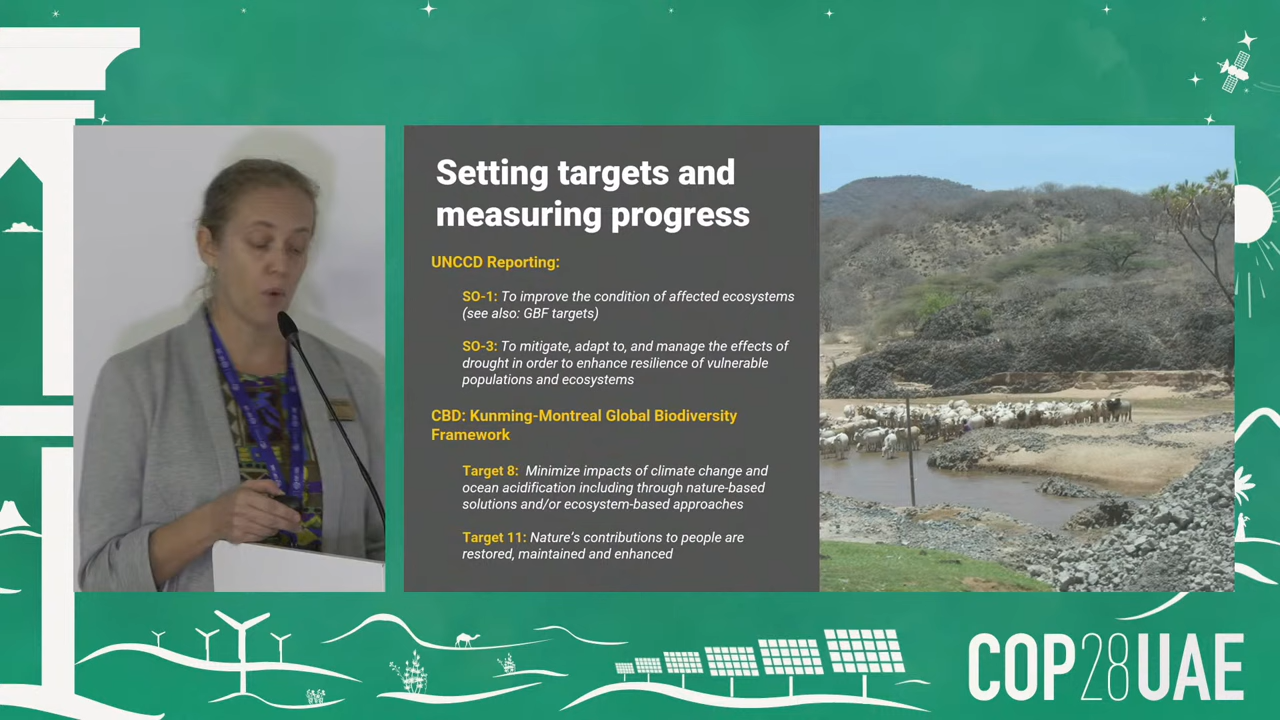 Setting targets and
measuring progress
UNCCD Reporting:
SO-1: To improve the condition of affected ecosystems
(see also: GBF targets)
SO-3: To mitigate, adapt to, and manage the effects of
drought in order to enhance resilience of vulnerable
populations and ecosystems
CBD: Kunming-Montreal Global Biodiversity
Framework
Target 8: Minimize impacts of climate change and
ocean acidification including through nature-based
solutions and/or ecosystem-based approaches
Target 11: Nature's contributions to people are
restored, maintained and enhanced
COP28UAE